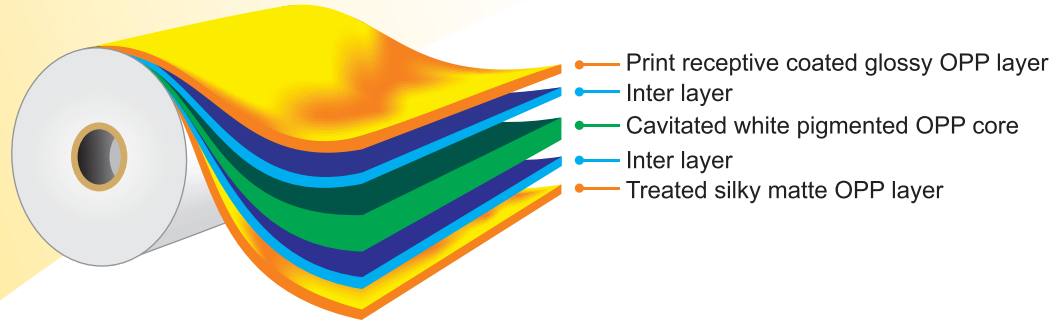 Print receptive coated glossy OPP layer
Inter layer
Cavitated white pigmented OPP core
Inter layer
Treated silky matte OPP layer